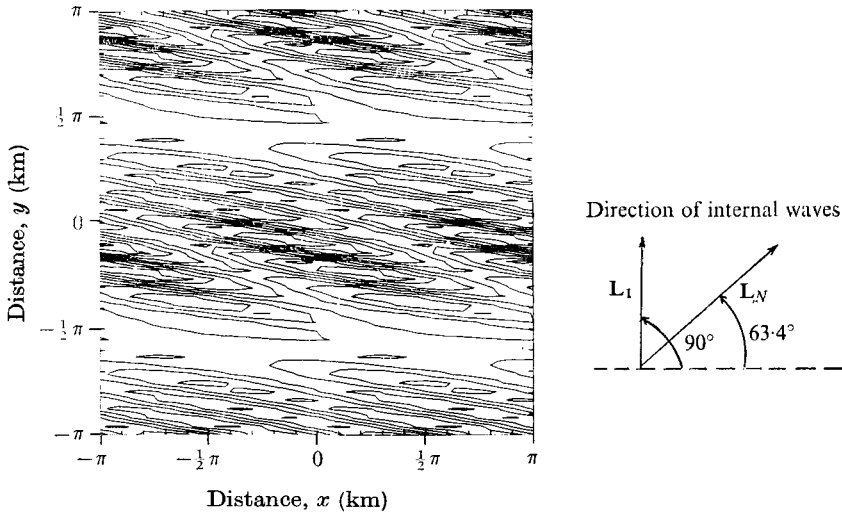 π
½ π
0
−½ π
−π
Distance, y (km)
−π
−½ π
0
½ π
π
Distance, x (km)
Direction of internal waves
L₁
L_N
90°
63·4°